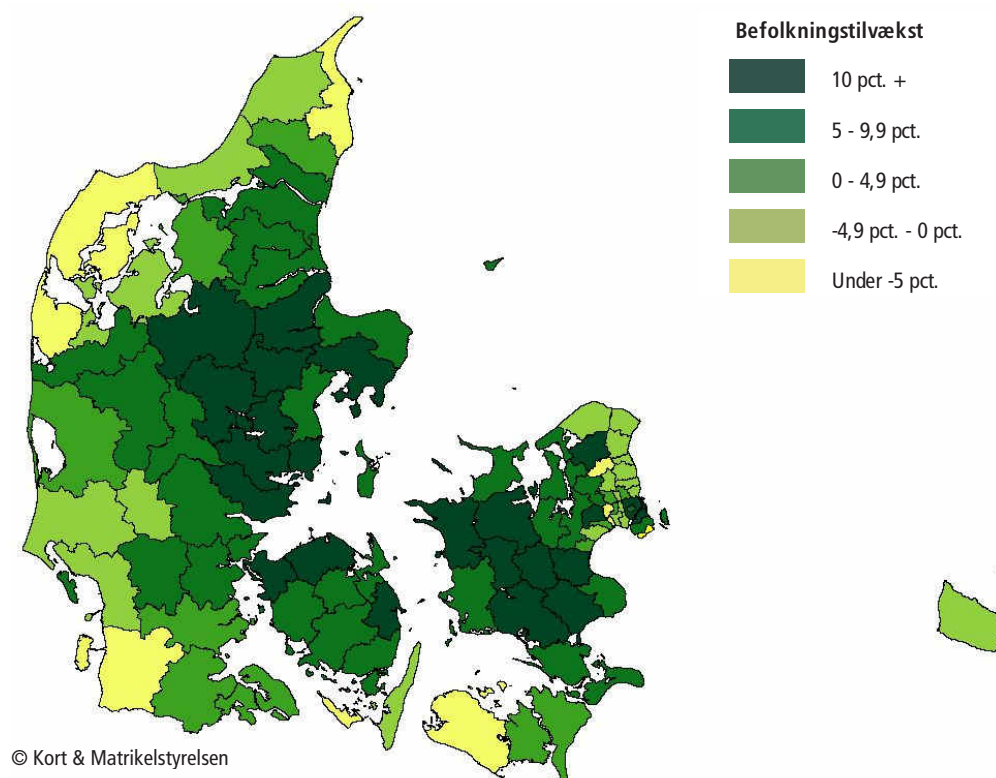 Befolkningstilvækst
10 pct. +
5 - 9,9 pct.
0 - 4,9 pct.
-4,9 pct. - 0 pct.
Under -5 pct.
© Kort & Matrikelstyrelsen